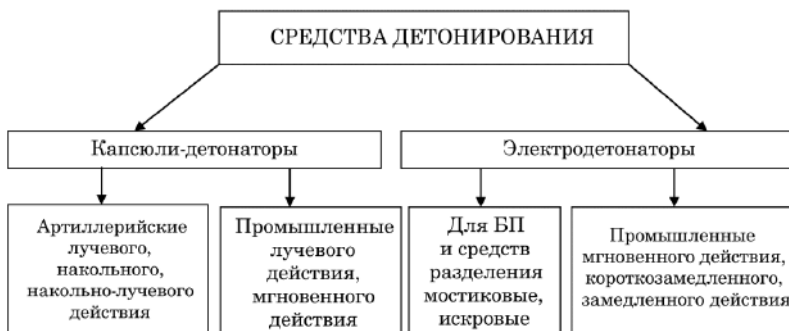 СРЕДСТВА ДЕТОНИРОВАНИЯ
Капсюли-детонаторы
Электродетонаторы
Артиллерийские
лучевого,
накольного,
накольно-лучевого
действия
Промышленные
лучевого
действия,
мгновенного
действия
Для БП
и средств
разделения
мостиковые,
искровые
Промышленные
мгновенного действия,
короткозамедленного,
замедленного действия